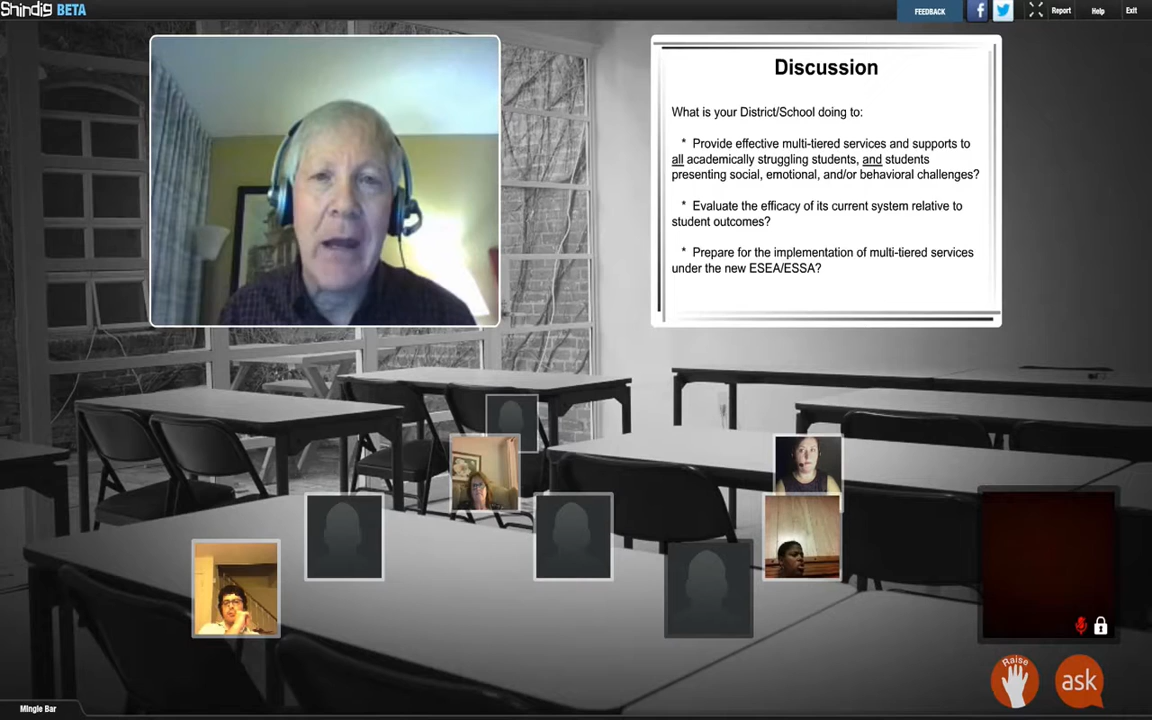 Shindig BETA
FEEDBACK
Report
Help
Exit
Discussion
What is your District/School doing to:
* Provide effective multi-tiered services and supports to
all academically struggling students, and students
presenting social, emotional, and/or behavioral challenges?
* Evaluate the efficacy of its current system relative to
student outcomes?
* Prepare for the implementation of multi-tiered services
under the new ESEA/ESSA?
Raise
ask
Mingle Bar